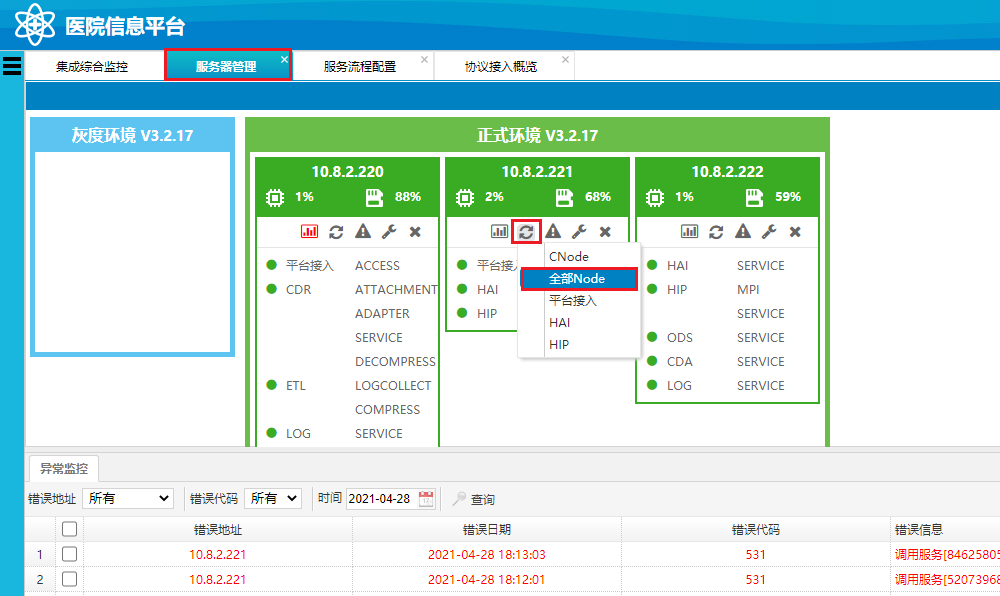 医院信息平台
集成综合监控 服务器管理 服务流程配置 协议接入概览
灰度环境 V3.2.17
正式环境 V3.2.17
10.8.2.220
1% 88%
平台接入 ACCESS
CDR ATTACHMENT
ADAPTER
SERVICE
DECOMPRESS
ETL LOGCOLLECT
COMPRESS
LOG SERVICE
10.8.2.221
2% 68%
平台接
HAI
HIP
CNode
全部Node
平台接入
HAI
HIP
10.8.2.222
1% 59%
HAI SERVICE
HIP MPI
SERVICE
ODS SERVICE
CDA SERVICE
LOG SERVICE
异常监控
错误地址 所有 错误代码 所有 时间 2021-04-28 查询
错误地址 错误日期 错误代码 错误信息
1 10.8.2.221 2021-04-28 18:13:03 531 调用服务[84625805
2 10.8.2.221 2021-04-28 18:12:01 531 调用服务[52073968